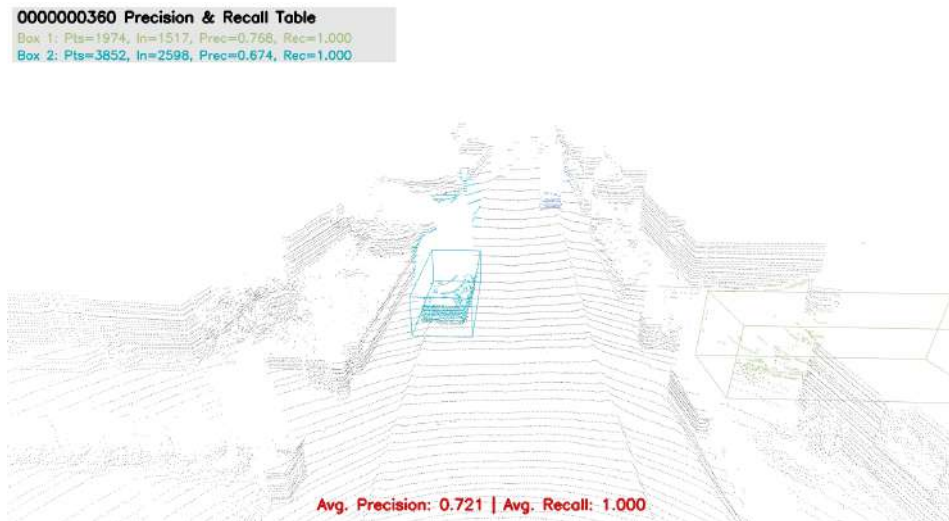 0000000360 Precision & Recall Table
Box 1: Pts=1974, In=1517, Prec=0.768, Rec=1.000
Box 2: Pts=3852, In=2598, Prec=0.674, Rec=1.000
Avg. Precision: 0.721 | Avg. Recall: 1.000